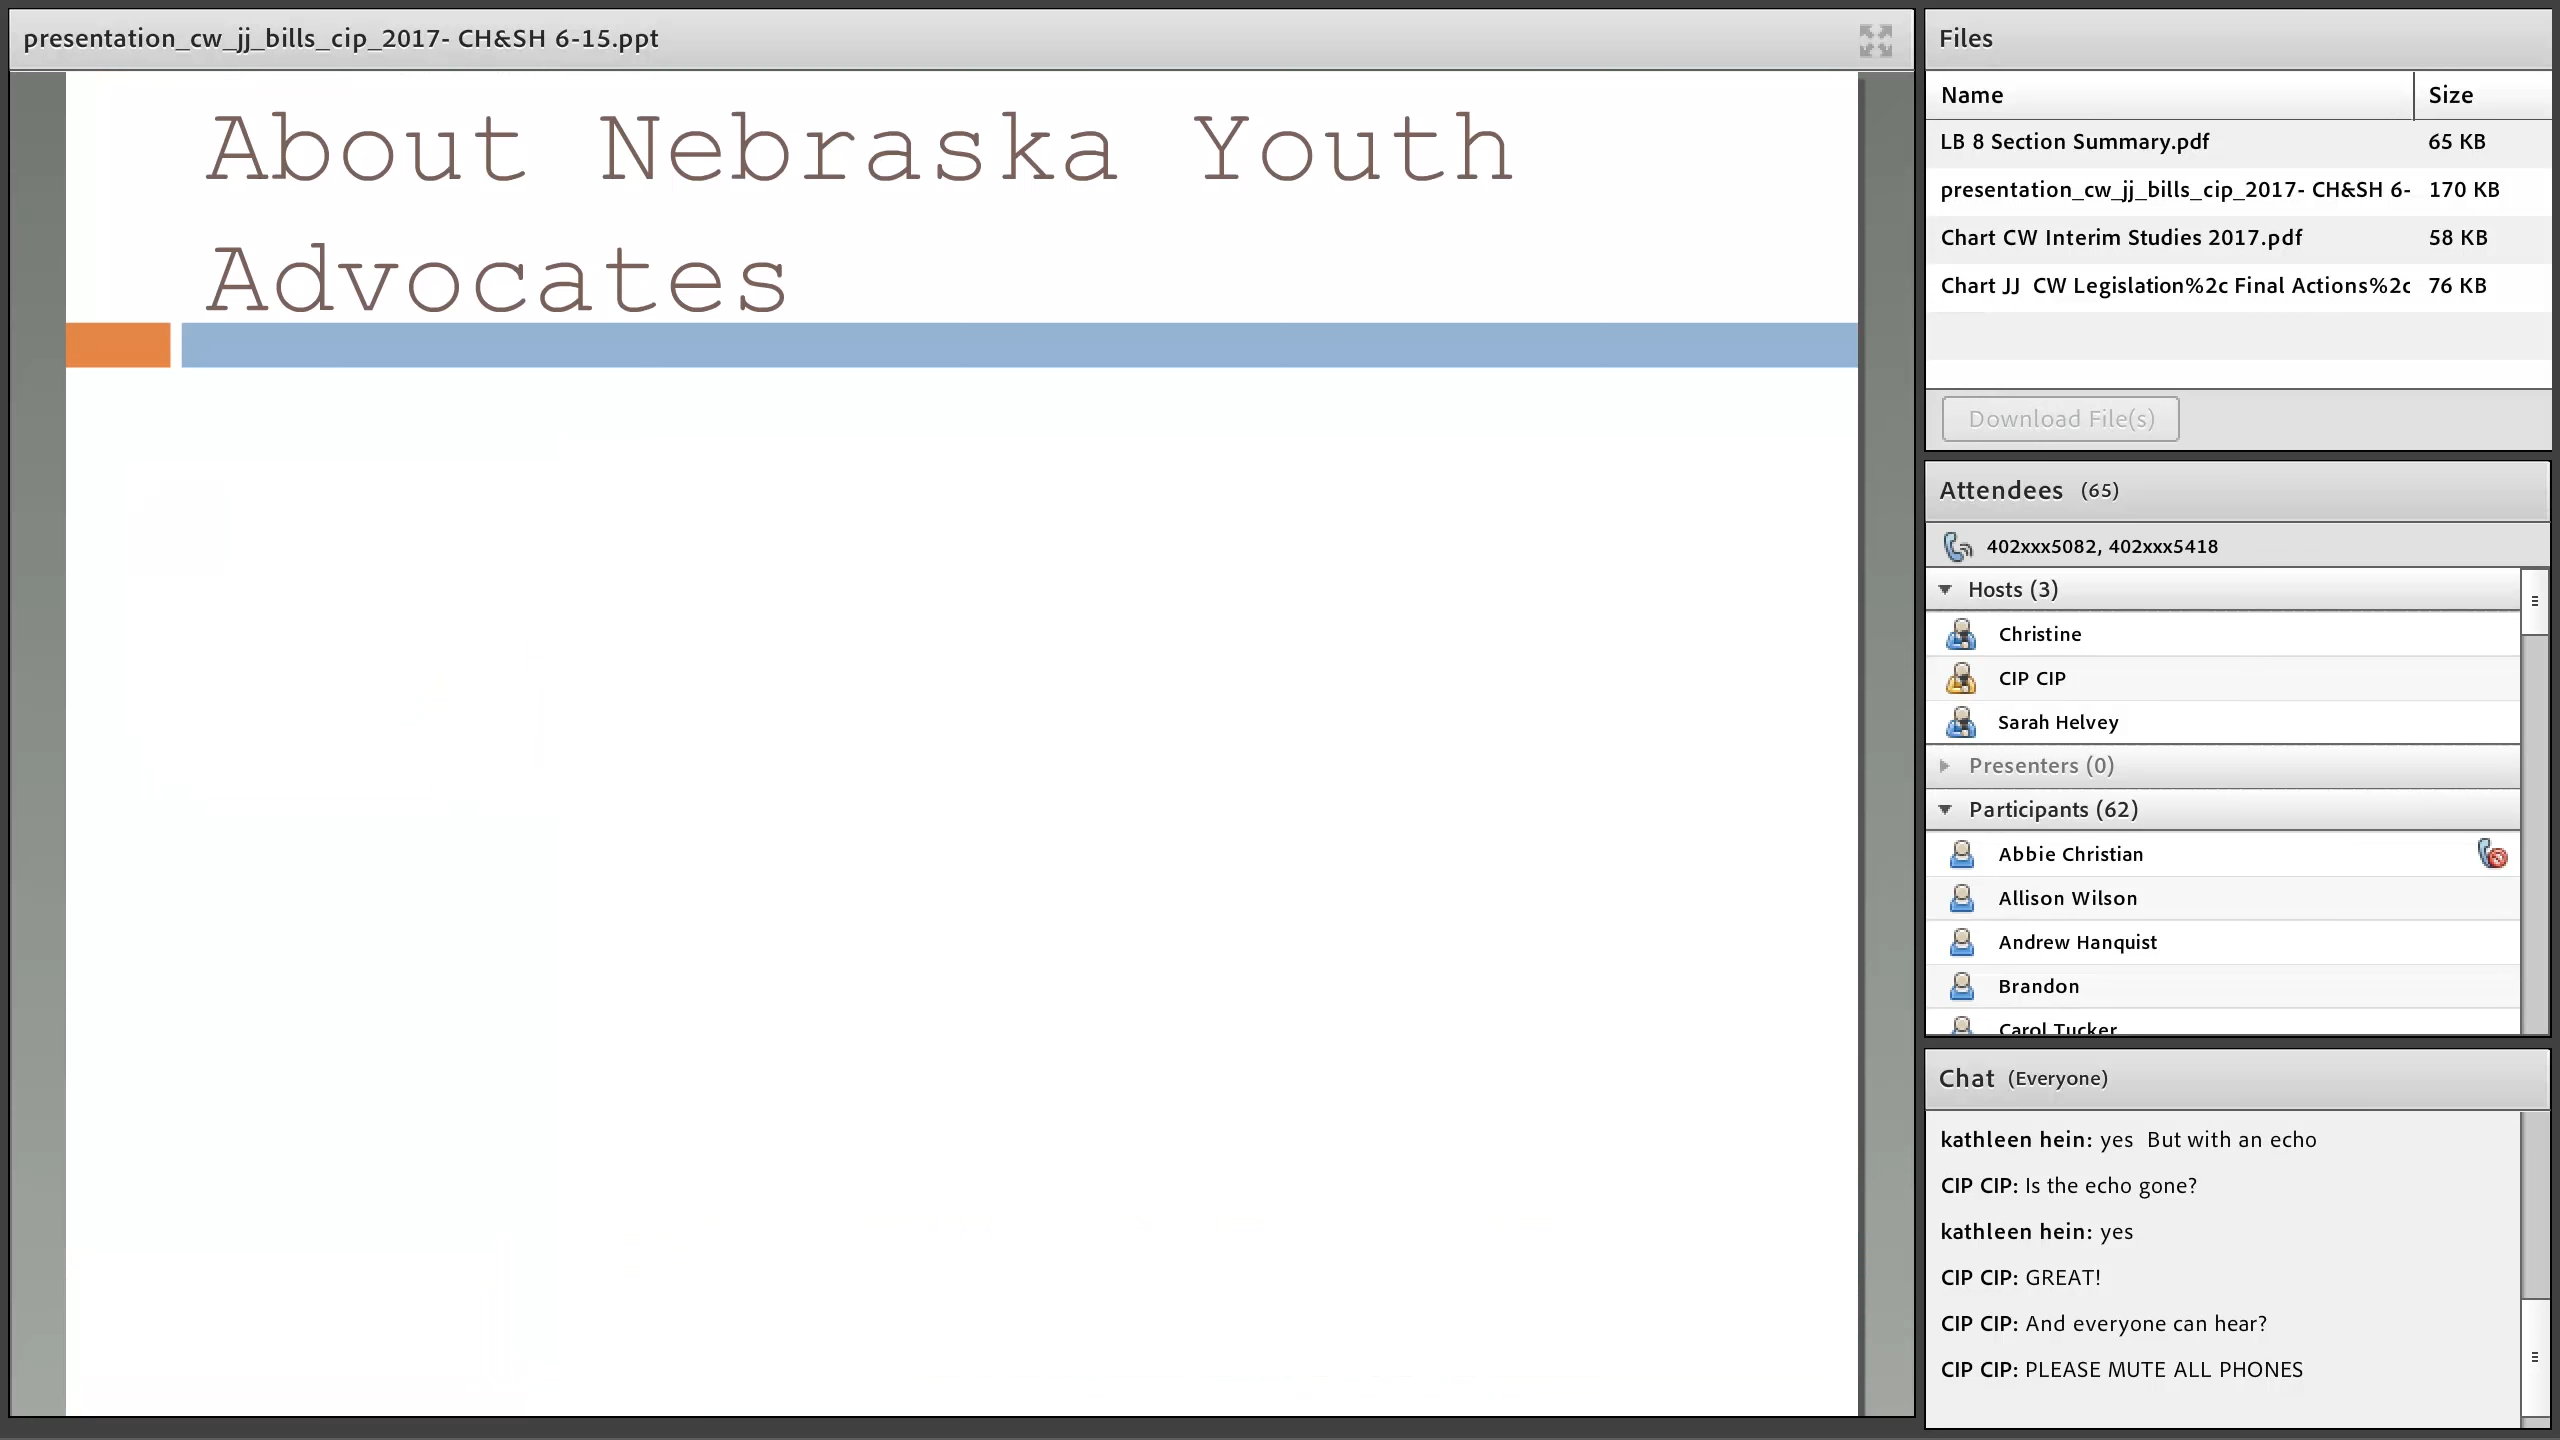 presentation_cw_jj_bills_cip_2017- CH&SH 6-15.ppt
About Nebraska Youth
Advocates
Files
Name Size
LB 8 Section Summary.pdf 65 KB
presentation_cw_jj_bills_cip_2017- CH&SH 6- 170 KB
Chart CW Interim Studies 2017.pdf 58 KB
Chart JJ  CW Legislation%2c Final Actions%2c 76 KB
Download File(s)
Attendees (65)
402xxx5082, 402xxx5418
Hosts (3)
Christine
CIP CIP
Sarah Helvey
Presenters (0)
Participants (62)
Abbie Christian
Allison Wilson
Andrew Hanquist
Brandon
Carol Tucker
Chat (Everyone)
kathleen hein: yes  But with an echo
CIP CIP: Is the echo gone?
kathleen hein: yes
CIP CIP: GREAT!
CIP CIP: And everyone can hear?
CIP CIP: PLEASE MUTE ALL PHONES